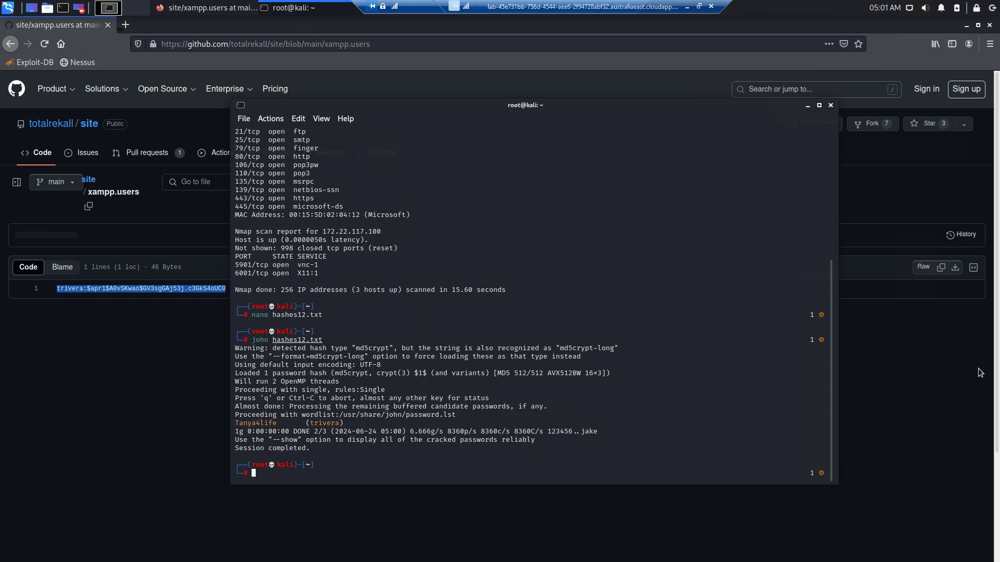 site/xampp.users at mai...
root@kali: ~
lab-45e731bb-756d-4544-aee6-2f94728abf32.australiaeast.cloudapp....
05:01 AM
site/xampp.users at main
https://github.com/totalrekall/site/blob/main/xampp.users
Exploit-DB
Nessus
Product
Solutions
Open Source
Enterprise
Pricing
Search or jump to...
/
Sign in
Sign up
totalrekall / site
Public
Fork 7
Star 3
Code
Issues
Pull requests 1
Action
Security
Insights
main
site
/ xampp.users
Go to file
History
Code
Blame
1 lines (1 loc) · 46 Bytes
Raw
1 trivera:$apr1$A0vSKwao$GV3sgGAj53j.c3GkS4oUC0
root@kali: ~
File Actions Edit View Help
21/tcp open ftp
25/tcp open smtp
79/tcp open finger
80/tcp open http
106/tcp open pop3pw
110/tcp open pop3
135/tcp open msrpc
139/tcp open netbios-ssn
443/tcp open https
445/tcp open microsoft-ds
MAC Address: 00:15:5D:02:04:12 (Microsoft)
Nmap scan report for 172.22.117.100
Host is up (0.0000050s latency).
Not shown: 998 closed tcp ports (reset)
PORT STATE SERVICE
5901/tcp open vnc-1
6001/tcp open X11:1
Nmap done: 256 IP addresses (3 hosts up) scanned in 15.60 seconds
(root💀kali)-[~]
# nano hashes12.txt 1
(root💀kali)-[~]
# john hashes12.txt 1
Warning: detected hash type "md5crypt", but the string is also recognized as "md5crypt-long"
Use the "--format=md5crypt-long" option to force loading these as that type instead
Using default input encoding: UTF-8
Loaded 1 password hash (md5crypt, crypt(3) $1$ (and variants) [MD5 512/512 AVX512BW 16×3])
Will run 2 OpenMP threads
Proceeding with single, rules:Single
Press 'q' or Ctrl-C to abort, almost any other key for status
Almost done: Processing the remaining buffered candidate passwords, if any.
Proceeding with wordlist:/usr/share/john/password.lst
Tanya4life (trivera)
1g 0:00:00:00 DONE 2/3 (2024-06-24 05:00) 6.666g/s 8360p/s 8360c/s 8360C/s 123456..jake
Use the "--show" option to display all of the cracked passwords reliably
Session completed.
(root💀kali)-[~]
# 1